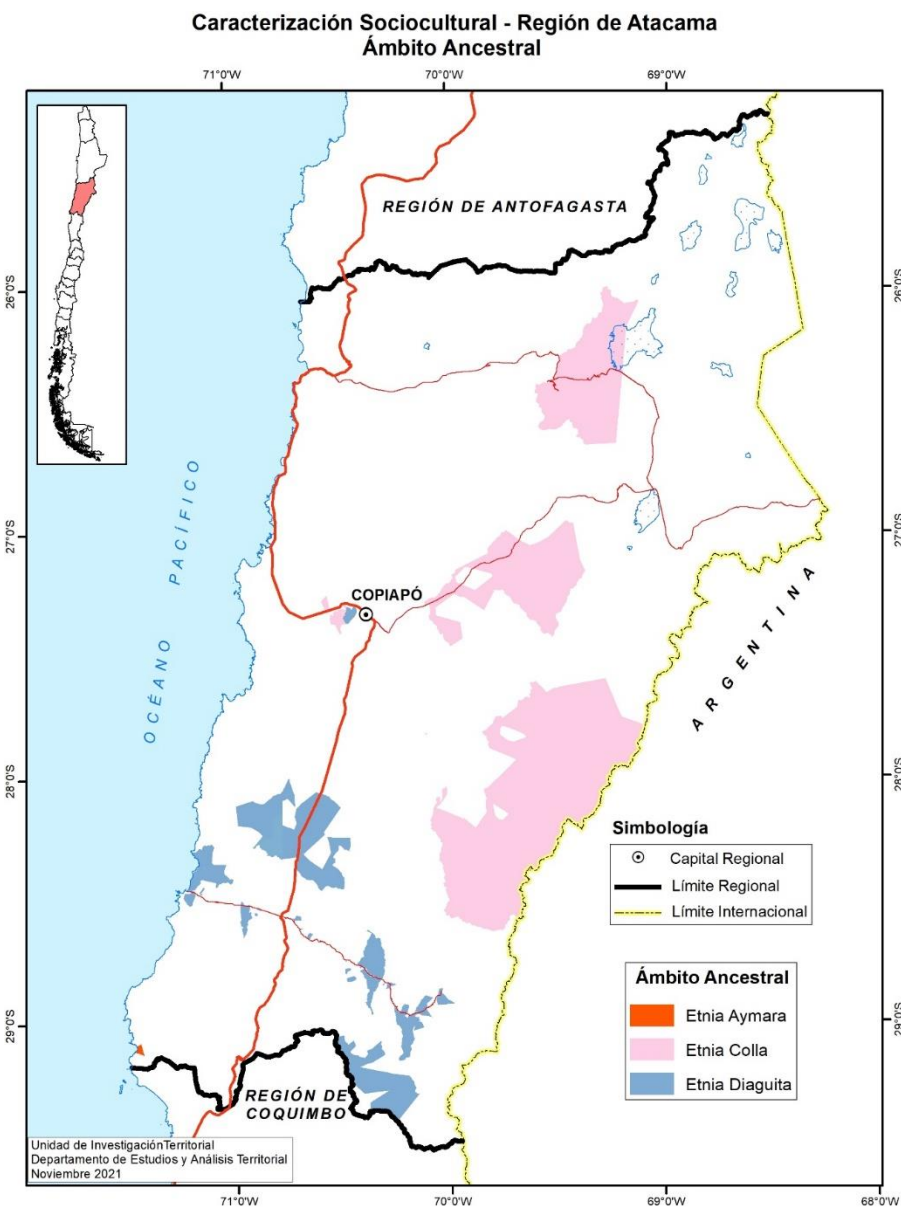 Caracterización Sociocultural - Región de Atacama
Ámbito Ancestral
71°0'W
70°0'W
69°0'W
REGIÓN DE ANTOFAGASTA
26°0'S
26°0'S
OCÉANO PACÍFICO
27°0'S
27°0'S
COPIAPÓ
ARGENTINA
28°0'S
28°0'S
Simbología
Capital Regional
Límite Regional
Límite Internacional
Ámbito Ancestral
Etnia Aymara
Etnia Colla
Etnia Diaguita
29°0'S
29°0'S
REGIÓN DE
COQUIMBO
Unidad de InvestigaciónTerritorial
Departamento de Estudios y Análisis Territorial
Noviembre 2021
71°0'W
70°0'W
69°0'W
68°0'W